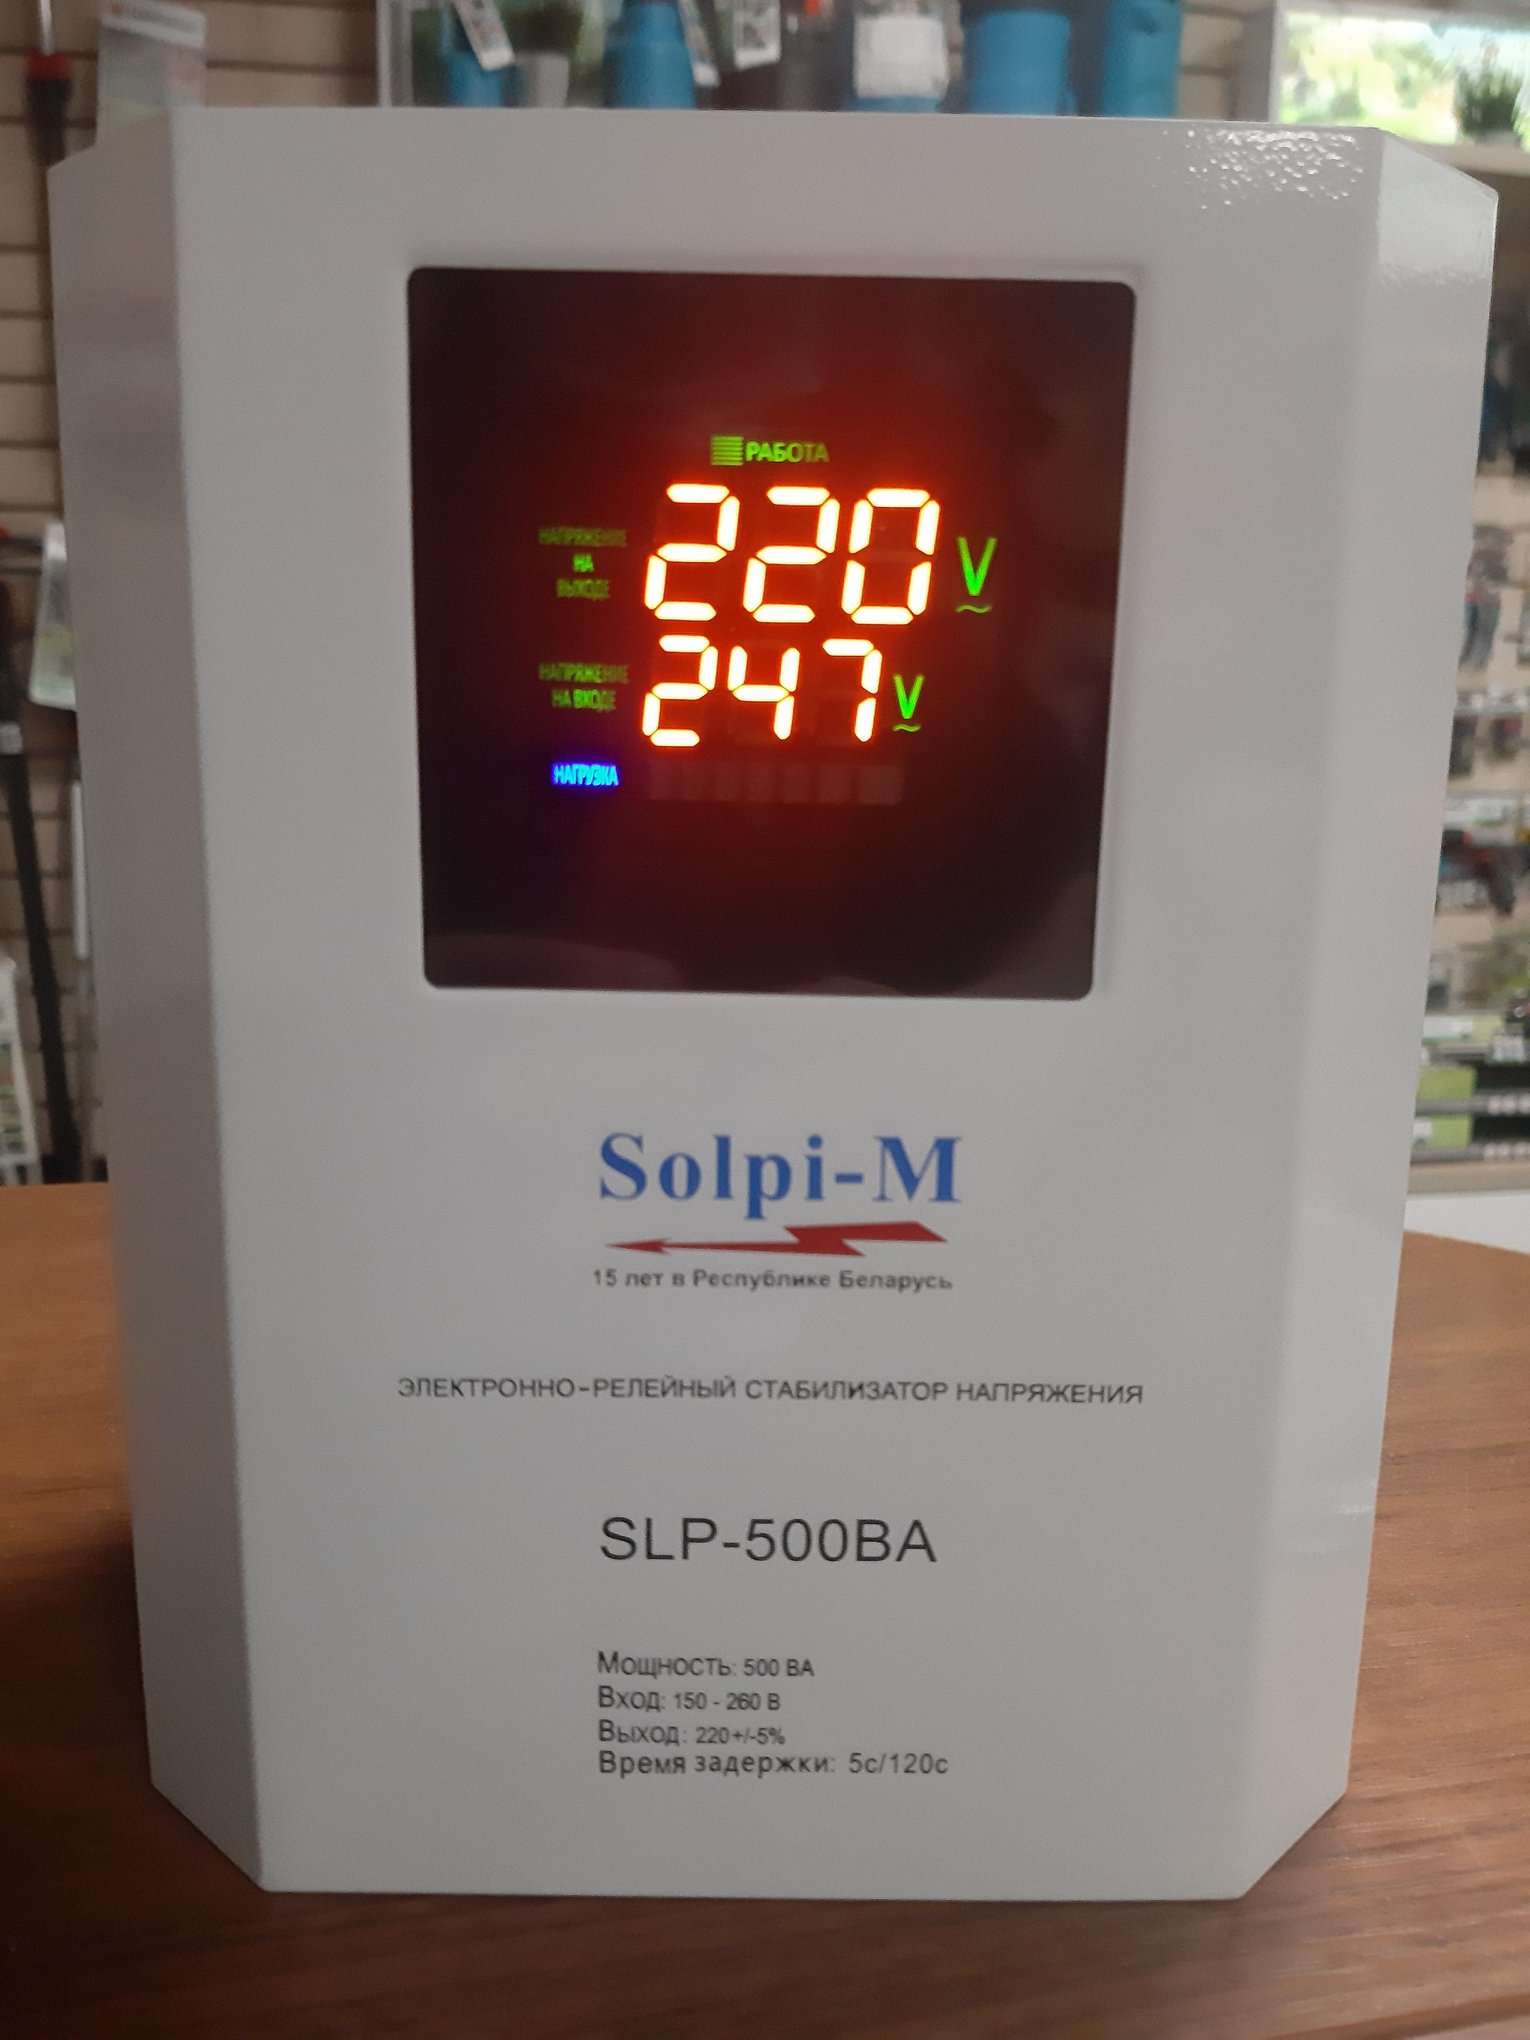 РАБОТА
НАПРЯЖЕНИЕ
НА
ВЫХОДЕ
220 V
~
НАПРЯЖЕНИЕ
НА ВХОДЕ
247 V
~
НАГРУЗКА
Solpi-M
15 лет в Республике Беларусь
ЭЛЕКТРОННО-РЕЛЕЙНЫЙ СТАБИЛИЗАТОР НАПРЯЖЕНИЯ
SLP-500BA
Мощность: 500 ВА
Вход: 150 - 260 В
Выход: 220+/-5%
Время задержки: 5с/120с